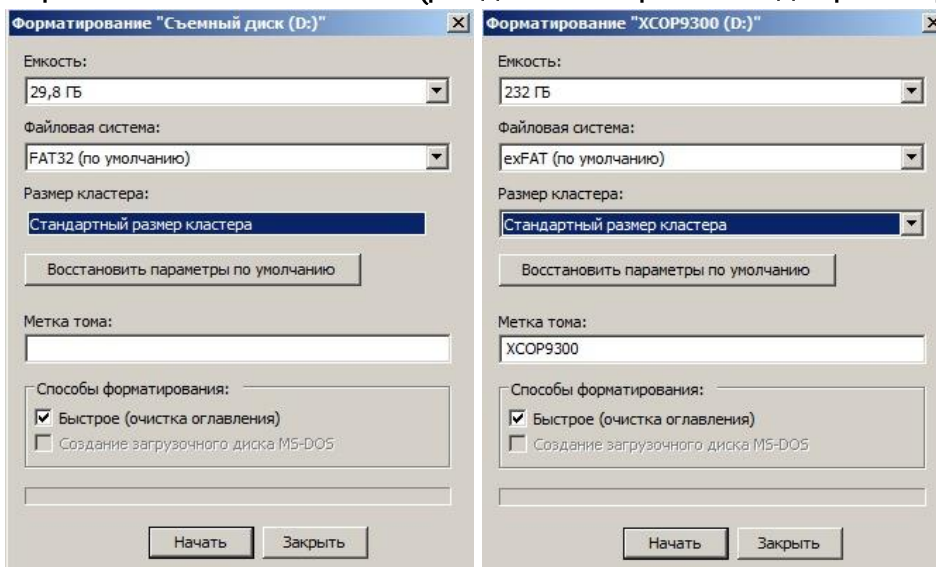 Форматирование "Съемный диск (D:)"
Емкость:
29,8 ГБ
Файловая система:
FAT32 (по умолчанию)
Размер кластера:
Стандартный размер кластера
Восстановить параметры по умолчанию
Метка тома:
Способы форматирования:
Быстрое (очистка оглавления)
Создание загрузочного диска MS-DOS
Начать
Закрыть
Форматирование "XCOP9300 (D:)"
Емкость:
232 ГБ
Файловая система:
exFAT (по умолчанию)
Размер кластера:
Стандартный размер кластера
Восстановить параметры по умолчанию
Метка тома:
XCOP9300
Способы форматирования:
Быстрое (очистка оглавления)
Создание загрузочного диска MS-DOS
Начать
Закрыть